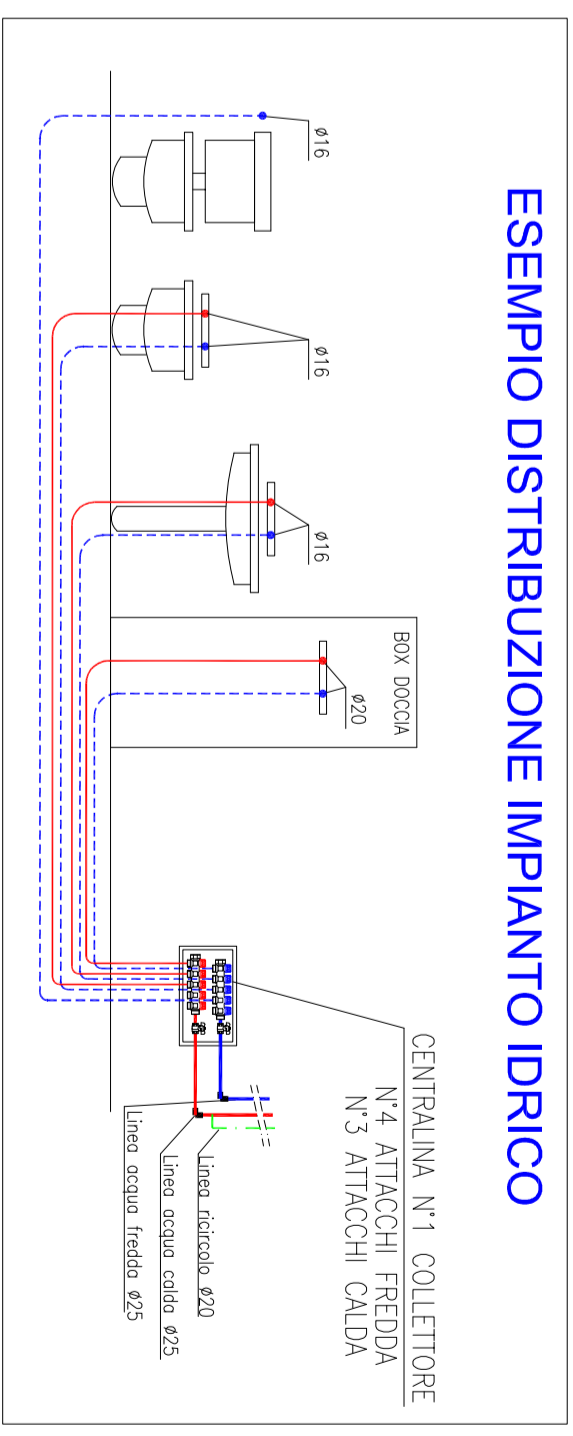 ESEMPIO DISTRIBUZIONE IMPIANTO IDRICO
CENTRALINA N°1 COLLETTORE
N°4 ATTACCHI FREDDA
N°3 ATTACCHI CALDA
Ø16
Ø16
Ø16
BOX DOCCIA
Ø20
Linea ricircolo Ø20
Linea acqua calda Ø25
Linea acqua fredda Ø25